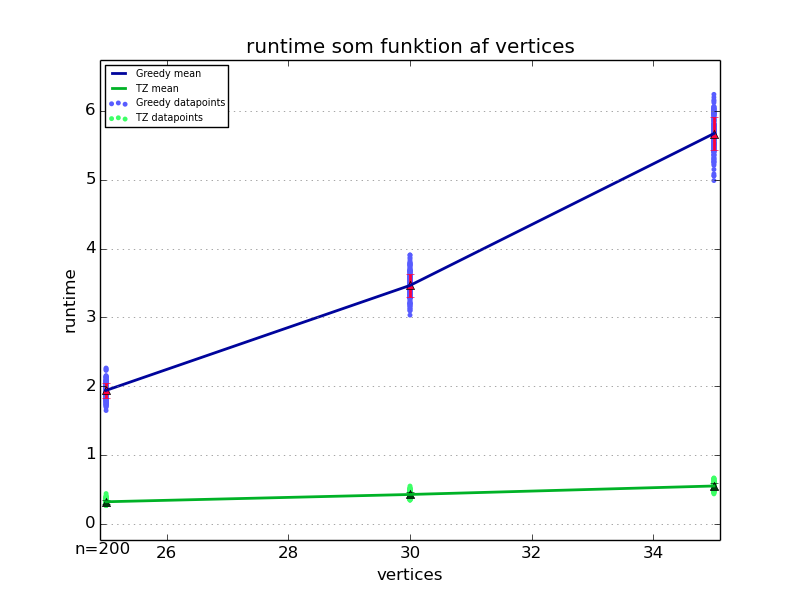 runtime som funktion af vertices
Greedy mean
TZ mean
Greedy datapoints
TZ datapoints
6
5
4
3
2
1
0
runtime
n=200
26
28
30
32
34
vertices